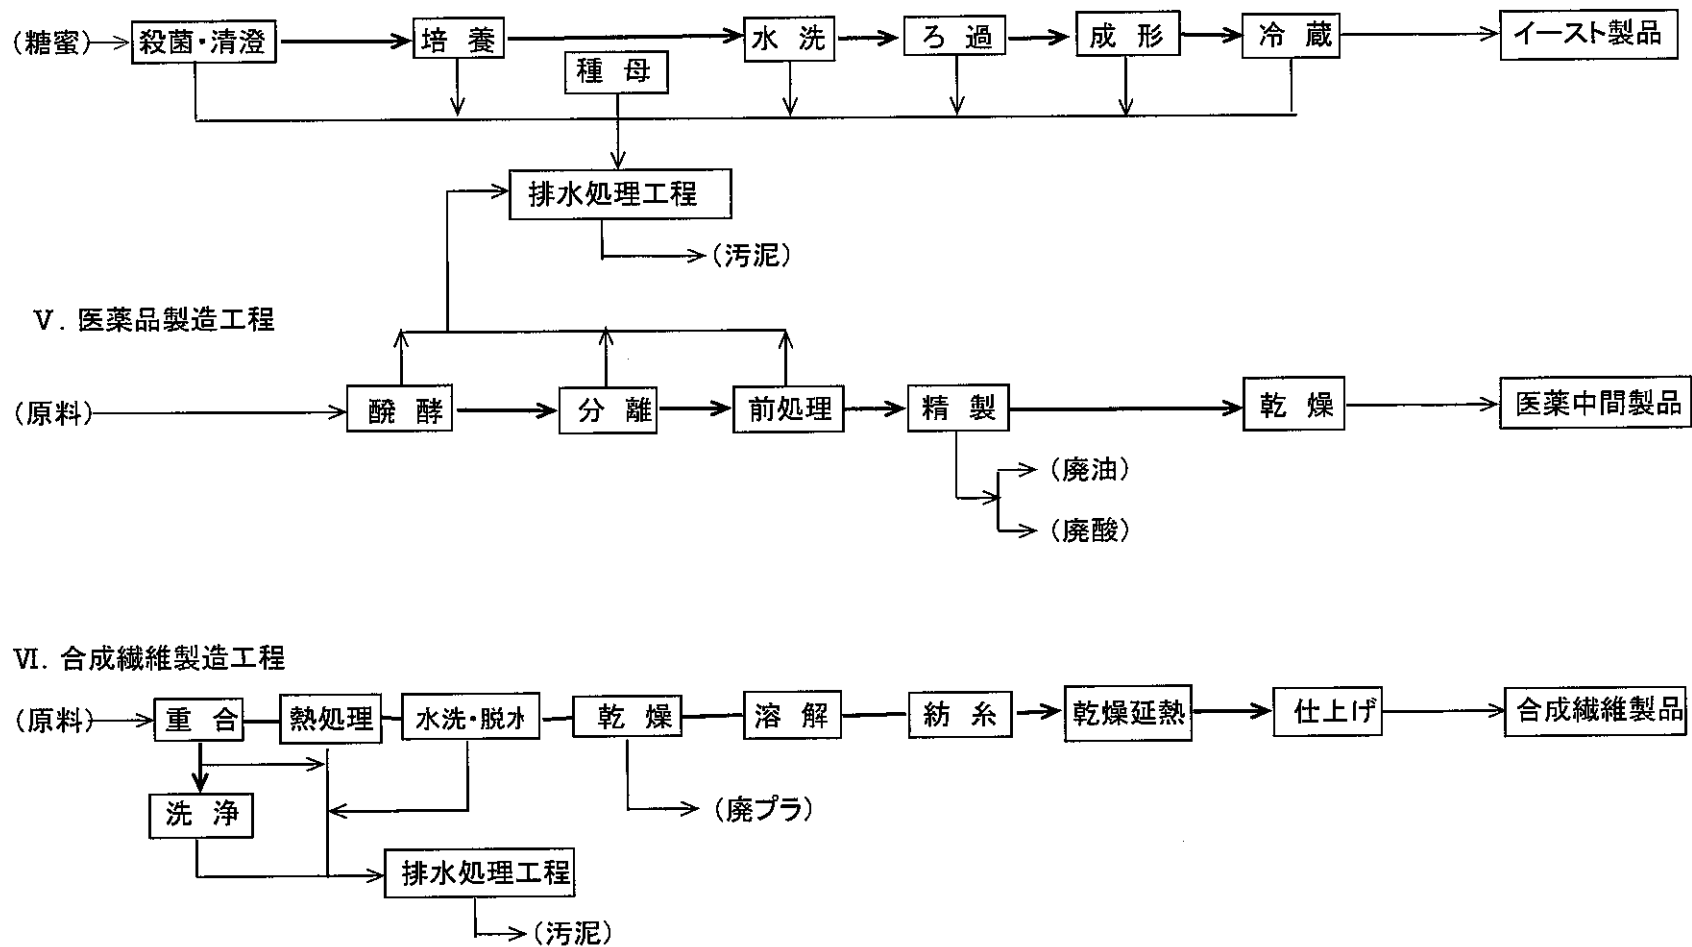 (糖蜜) 殺菌・清澄 培養 水洗 ろ過 成形 冷蔵 イースト製品
種母
排水処理工程
(汚泥)
Ⅴ. 医薬品製造工程
(原料) 醗酵 分離 前処理 精製 乾燥 医薬中間製品
(廃油)
(廃酸)
Ⅵ. 合成繊維製造工程
(原料) 重合 熱処理 水洗・脱水 乾燥 溶解 紡糸 乾燥延熱 仕上げ 合成繊維製品
洗浄 (廃プラ)
排水処理工程
(汚泥)